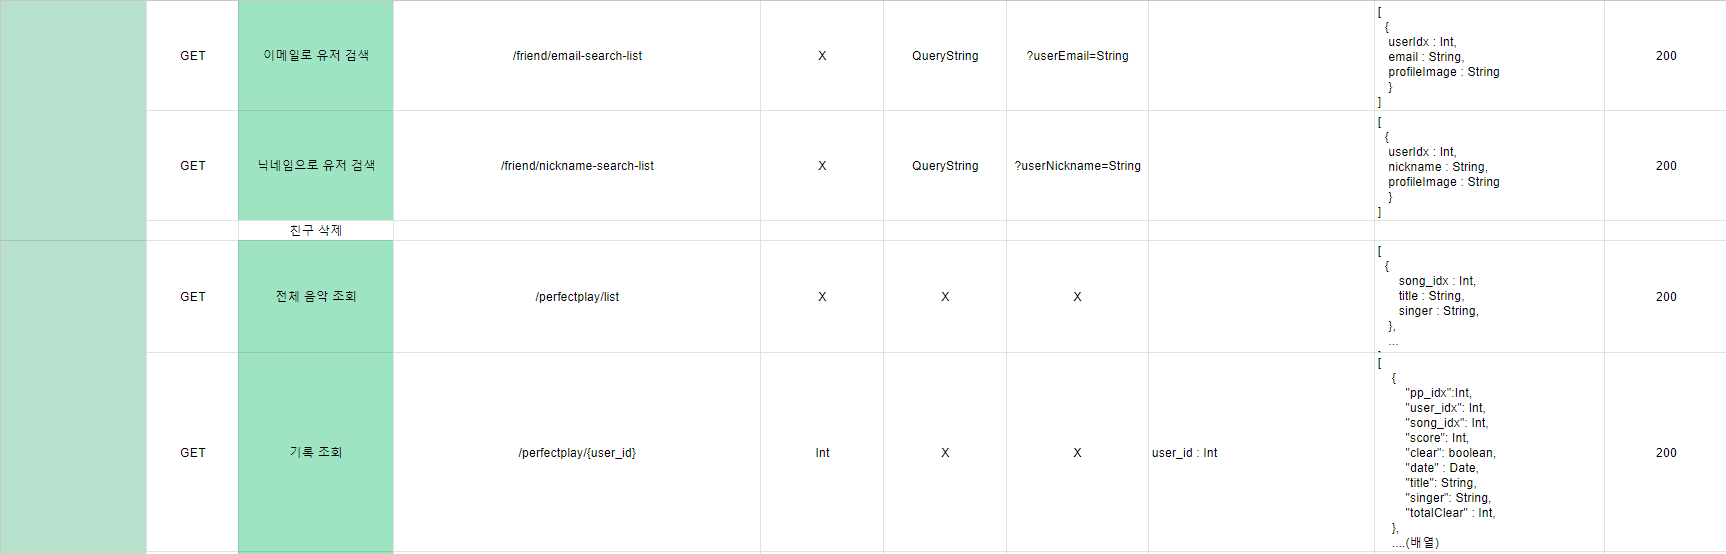 GET 이메일로 유저 검색 /friend/email-search-list X QueryString ?userEmail=String
[
{
userIdx : Int,
email : String,
profileImage : String
}
]
200
GET 닉네임으로 유저 검색 /friend/nickname-search-list X QueryString ?userNickname=String
[
{
userIdx : Int,
nickname : String,
profileImage : String
}
]
200
친구 삭제
GET 전체 음악 조회 /perfectplay/list X X X
[
{
song_idx : Int,
title : String,
singer : String,
},
...
200
GET 기록 조회 /perfectplay/{user_id} Int X X user_id : Int
[
{
"pp_idx":Int,
"user_idx": Int,
"song_idx": Int,
"score": Int,
"clear": boolean,
"date" : Date,
"title": String,
"singer": String,
"totalClear" : Int,
},
....(배열)
200